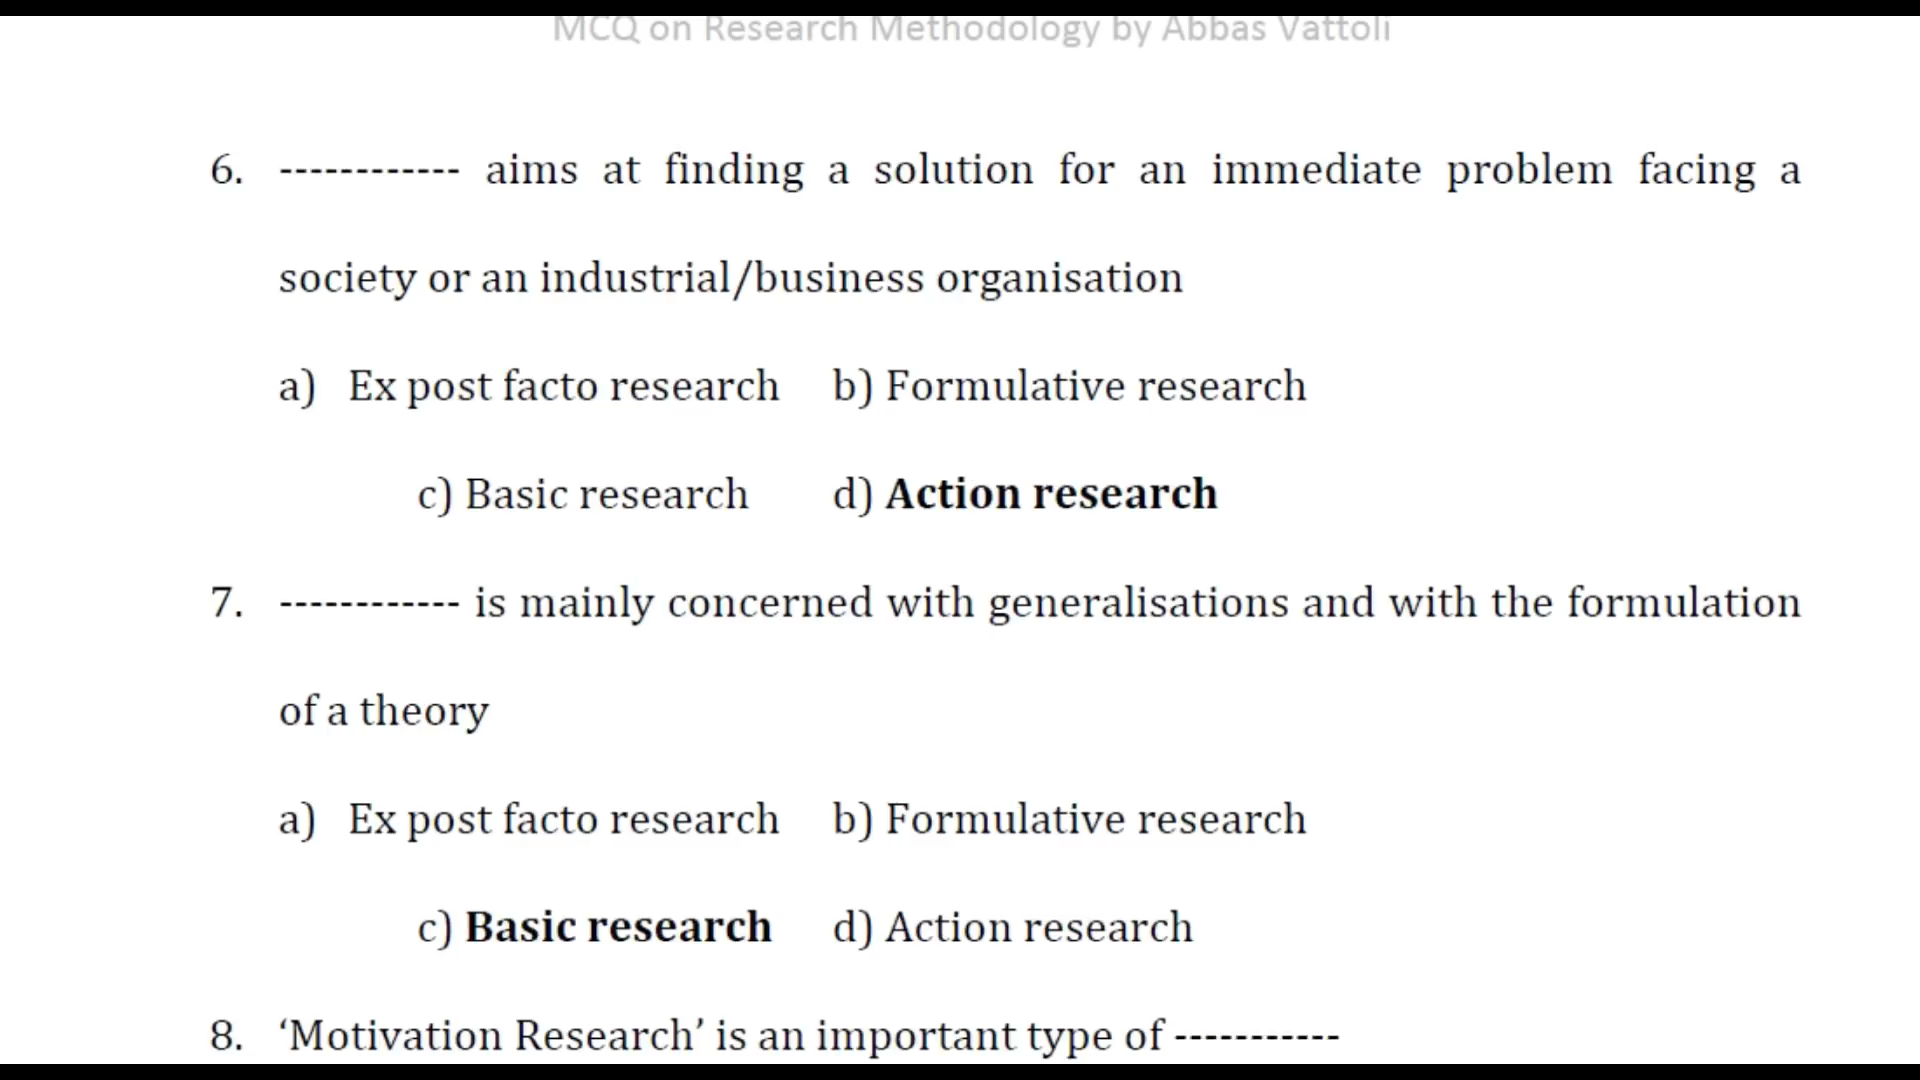 MCQ on Research Methodology by Abbas Vattoli
6. ------------ aims at finding a solution for an immediate problem facing a
society or an industrial/business organisation
a) Ex post facto research b) Formulative research
c) Basic research d) Action research
7. ------------ is mainly concerned with generalisations and with the formulation
of a theory
a) Ex post facto research b) Formulative research
c) Basic research d) Action research
8. ‘Motivation Research’ is an important type of -----------